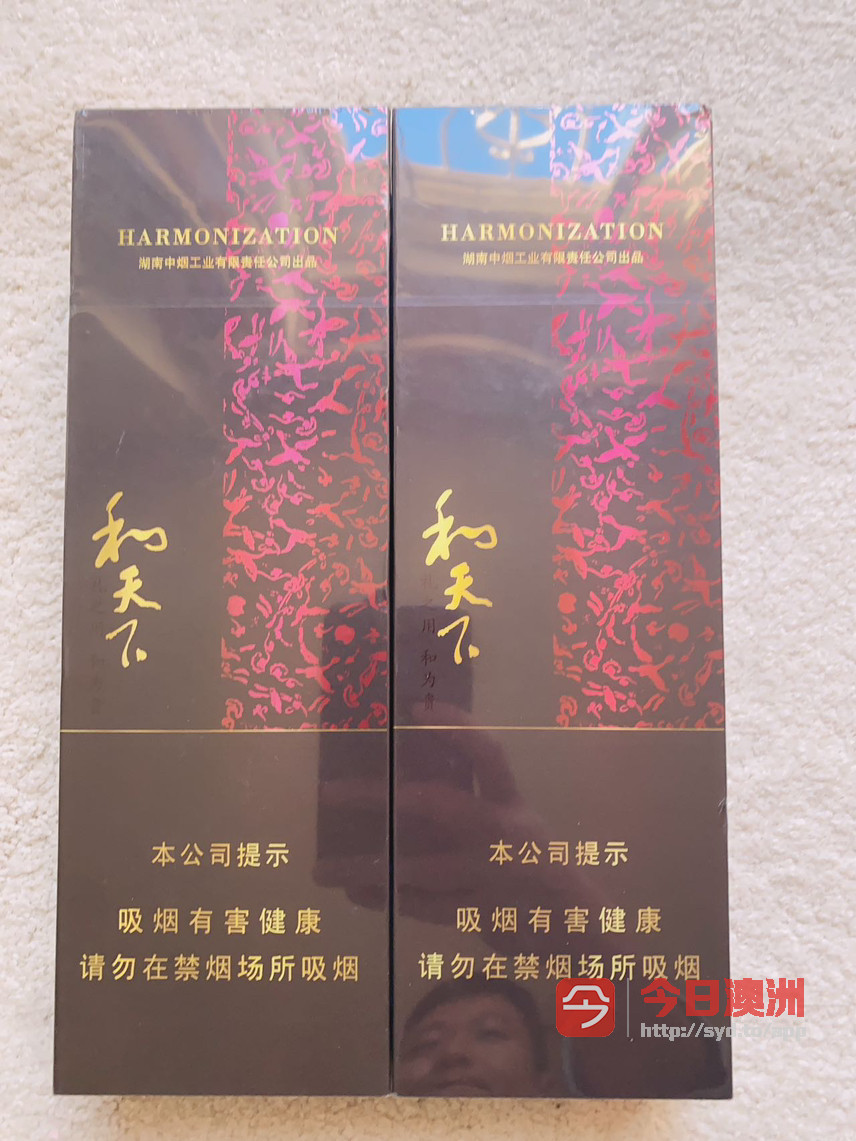 HARMONIZATION
湖南中烟工业有限责任公司出品
和天下
本公司提示
吸烟有害健康
请勿在禁烟场所吸烟
HARMONIZATION
湖南中烟工业有限责任公司出品
和天下
用 和为贵
本公司提示
吸烟有害健康
请勿在禁烟场所吸烟
今
今日澳洲